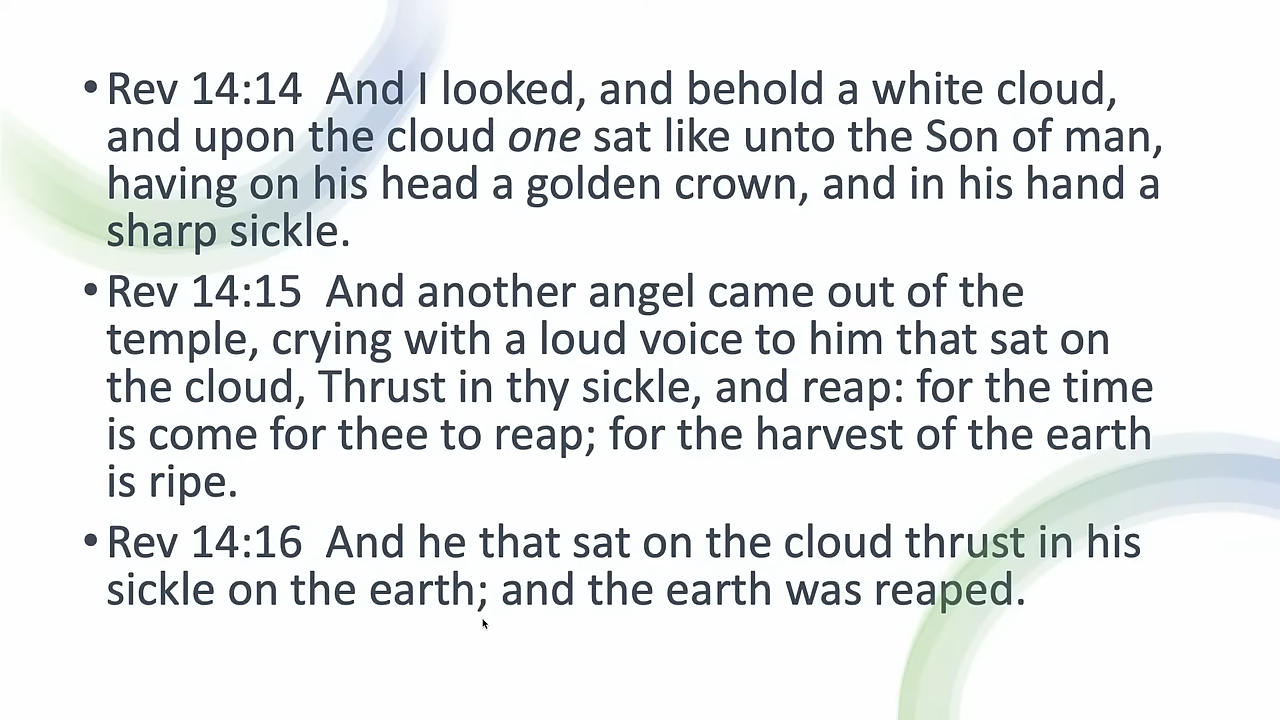 • Rev 14:14  And I looked, and behold a white cloud,
and upon the cloud one sat like unto the Son of man,
having on his head a golden crown, and in his hand a
sharp sickle.
• Rev 14:15  And another angel came out of the
temple, crying with a loud voice to him that sat on
the cloud, Thrust in thy sickle, and reap: for the time
is come for thee to reap; for the harvest of the earth
is ripe.
• Rev 14:16  And he that sat on the cloud thrust in his
sickle on the earth; and the earth was reaped.